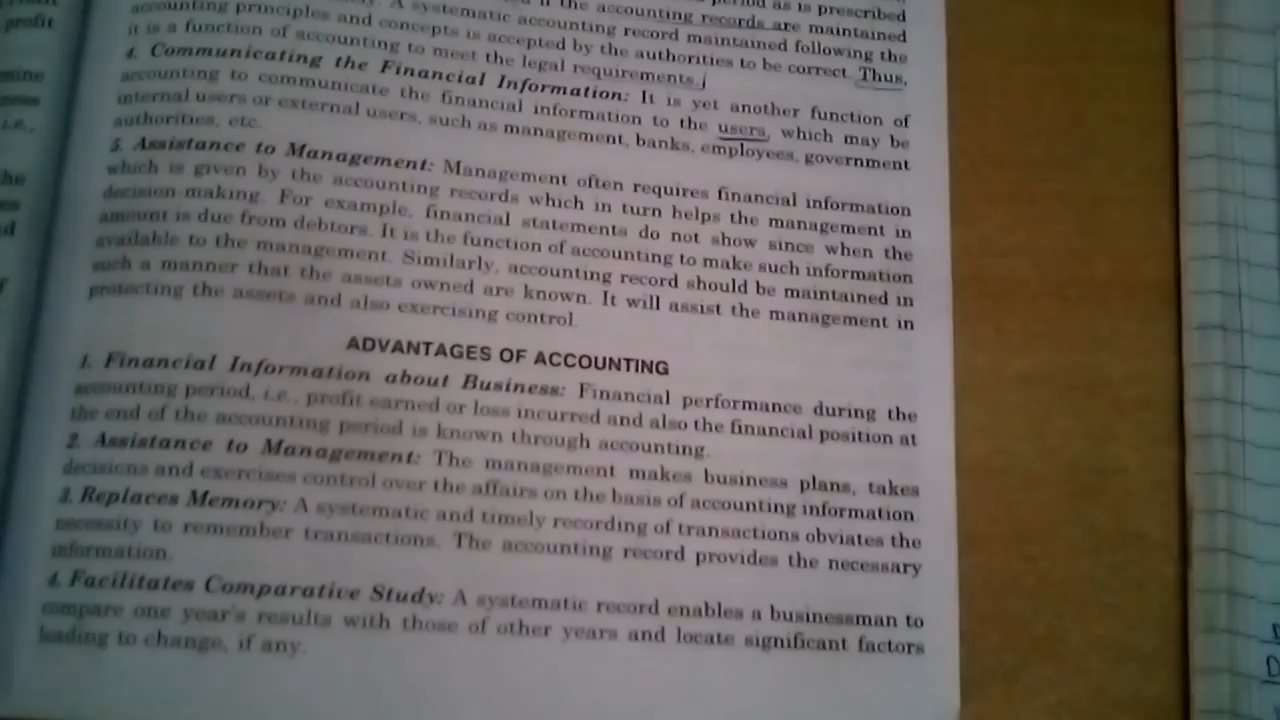 period as is prescribed
if the accounting records are maintained
A systematic accounting record maintained following the
accounting principles and concepts is accepted by the authorities to be correct. Thus,
it is a function of accounting to meet the legal requirements.
4. Communicating the Financial Information: It is yet another function of
accounting to communicate the financial information to the users, which may be
internal users or external users, such as management, banks, employees, government
authorities, etc.
5. Assistance to Management: Management often requires financial information
which is given by the accounting records which in turn helps the management in
decision-making. For example, financial statements do not show since when the
amount is due from debtors. It is the function of accounting to make such information
available to the management. Similarly, accounting record should be maintained in
such a manner that the assets owned are known. It will assist the management in
protecting the assets and also exercising control.
ADVANTAGES OF ACCOUNTING
1. Financial Information about Business: Financial performance during the
accounting period, i.e., profit earned or loss incurred and also the financial position at
the end of the accounting period is known through accounting.
2. Assistance to Management: The management makes business plans, takes
decisions and exercises control over the affairs on the basis of accounting information.
3. Replaces Memory: A systematic and timely recording of transactions obviates the
necessity to remember transactions. The accounting record provides the necessary
information.
4. Facilitates Comparative Study: A systematic record enables a businessman to
compare one year's results with those of other years and locate significant factors
leading to change, if any.